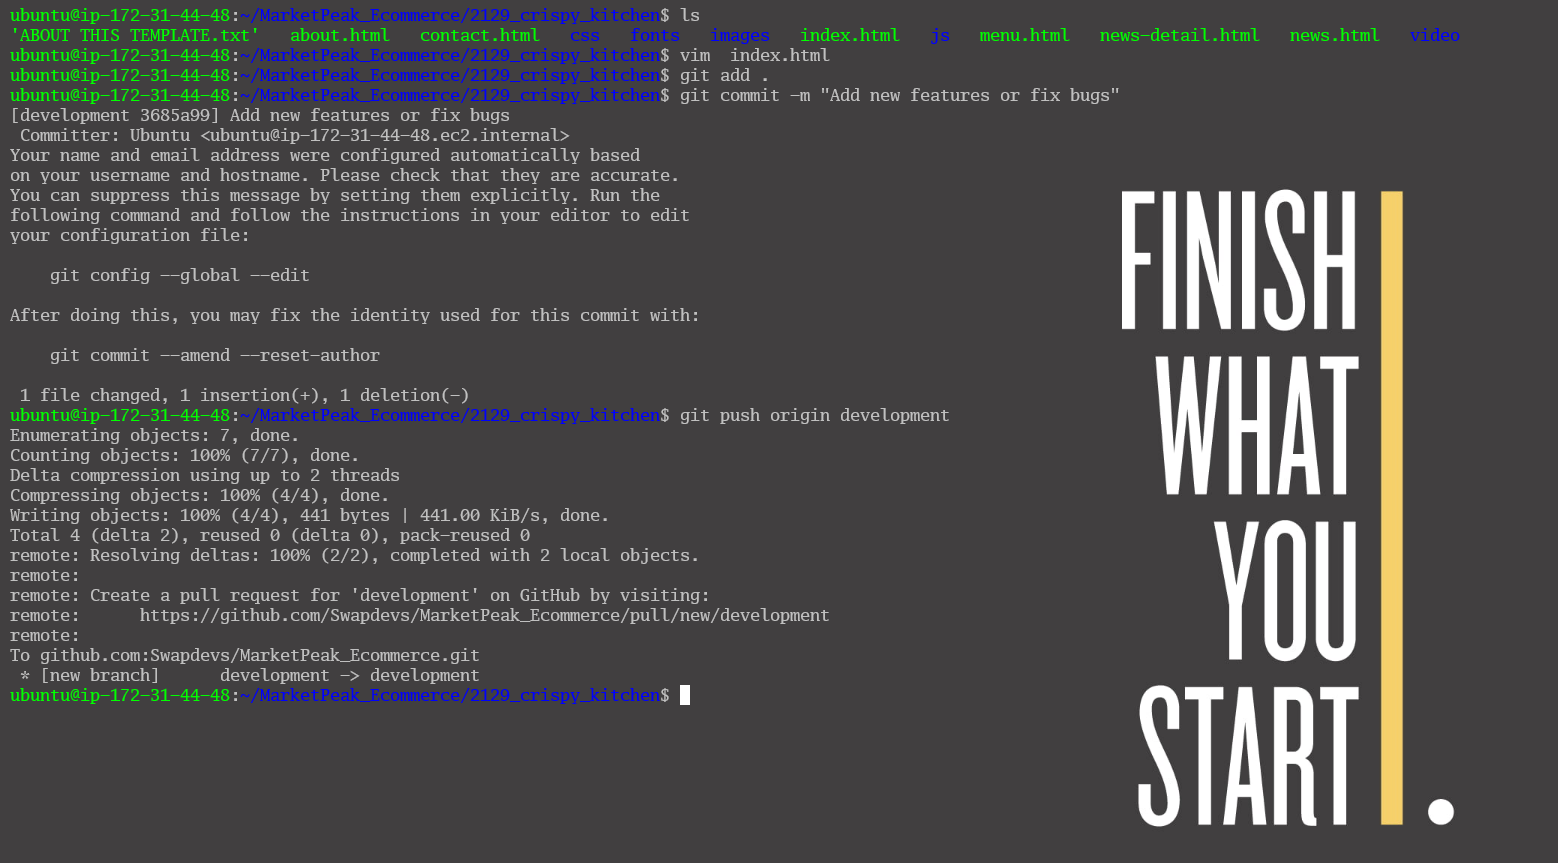 ubuntu@ip-172-31-44-48:~/MarketPeak_Ecommerce/2129_crispy_kitchen$ ls
'ABOUT THIS TEMPLATE.txt'   about.html   contact.html   css   fonts   images   index.html   js   menu.html   news-detail.html   news.html   video
ubuntu@ip-172-31-44-48:~/MarketPeak_Ecommerce/2129_crispy_kitchen$ vim  index.html
ubuntu@ip-172-31-44-48:~/MarketPeak_Ecommerce/2129_crispy_kitchen$ git add .
ubuntu@ip-172-31-44-48:~/MarketPeak_Ecommerce/2129_crispy_kitchen$ git commit -m "Add new features or fix bugs"
[development 3685a99] Add new features or fix bugs
 Committer: Ubuntu <ubuntu@ip-172-31-44-48.ec2.internal>
Your name and email address were configured automatically based
on your username and hostname. Please check that they are accurate.
You can suppress this message by setting them explicitly. Run the
following command and follow the instructions in your editor to edit
your configuration file:

    git config --global --edit

After doing this, you may fix the identity used for this commit with:

    git commit --amend --reset-author

 1 file changed, 1 insertion(+), 1 deletion(-)
ubuntu@ip-172-31-44-48:~/MarketPeak_Ecommerce/2129_crispy_kitchen$ git push origin development
Enumerating objects: 7, done.
Counting objects: 100% (7/7), done.
Delta compression using up to 2 threads
Compressing objects: 100% (4/4), done.
Writing objects: 100% (4/4), 441 bytes | 441.00 KiB/s, done.
Total 4 (delta 2), reused 0 (delta 0), pack-reused 0
remote: Resolving deltas: 100% (2/2), completed with 2 local objects.
remote:
remote: Create a pull request for 'development' on GitHub by visiting:
remote:      https://github.com/Swapdevs/MarketPeak_Ecommerce/pull/new/development
remote:
To github.com:Swapdevs/MarketPeak_Ecommerce.git
 * [new branch]      development -> development
ubuntu@ip-172-31-44-48:~/MarketPeak_Ecommerce/2129_crispy_kitchen$
FINISH
WHAT
YOU
START.